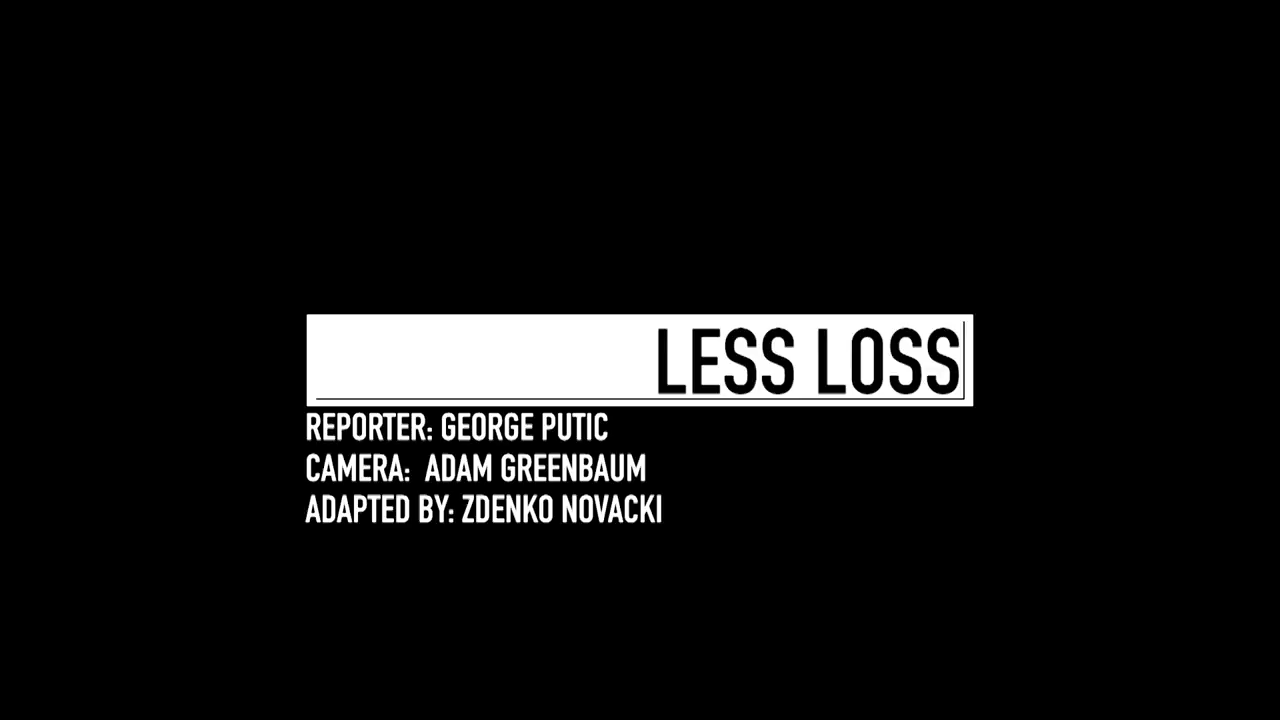 LESS LOSS
REPORTER: GEORGE PUTIC
CAMERA:  ADAM GREENBAUM
ADAPTED BY: ZDENKO NOVACKI